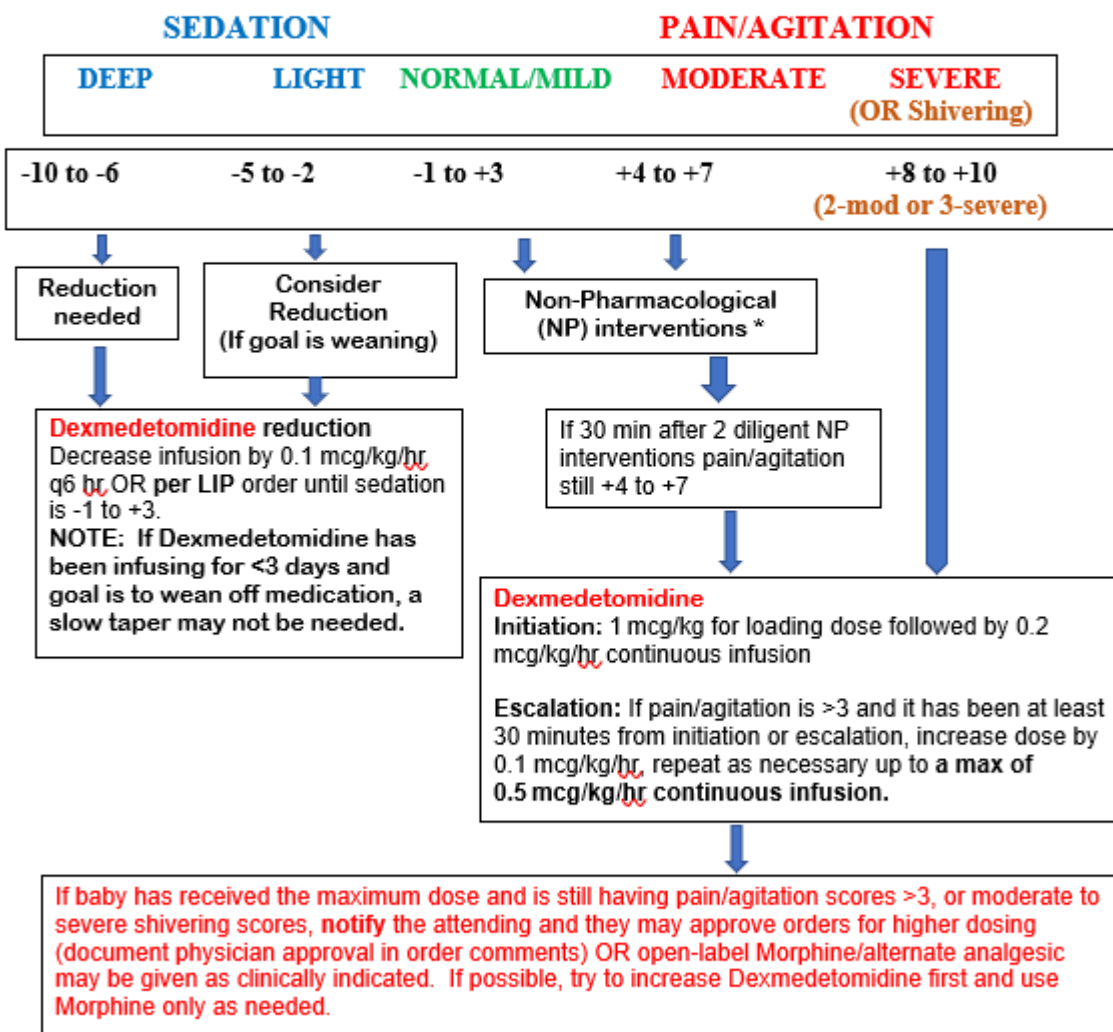 SEDATION PAIN/AGITATION
DEEP LIGHT NORMAL/MILD MODERATE SEVERE
(OR Shivering)
-10 to -6 -5 to -2 -1 to +3 +4 to +7 +8 to +10
(2-mod or 3-severe)
Reduction
needed
Consider
Reduction
(If goal is weaning)
Non-Pharmacological
(NP) interventions *
Dexmedetomidine reduction
Decrease infusion by 0.1 mcg/kg/hr
q6 hr OR per LIP order until sedation
is -1 to +3.
NOTE: If Dexmedetomidine has
been infusing for <3 days and
goal is to wean off medication, a
slow taper may not be needed.
If 30 min after 2 diligent NP
interventions pain/agitation
still +4 to +7
Dexmedetomidine
Initiation: 1 mcg/kg for loading dose followed by 0.2
mcg/kg/hr continuous infusion
Escalation: If pain/agitation is >3 and it has been at least
30 minutes from initiation or escalation, increase dose by
0.1 mcg/kg/hr, repeat as necessary up to a max of
0.5 mcg/kg/hr continuous infusion.
If baby has received the maximum dose and is still having pain/agitation scores >3, or moderate to
severe shivering scores, notify the attending and they may approve orders for higher dosing
(document physician approval in order comments) OR open-label Morphine/alternate analgesic
may be given as clinically indicated. If possible, try to increase Dexmedetomidine first and use
Morphine only as needed.